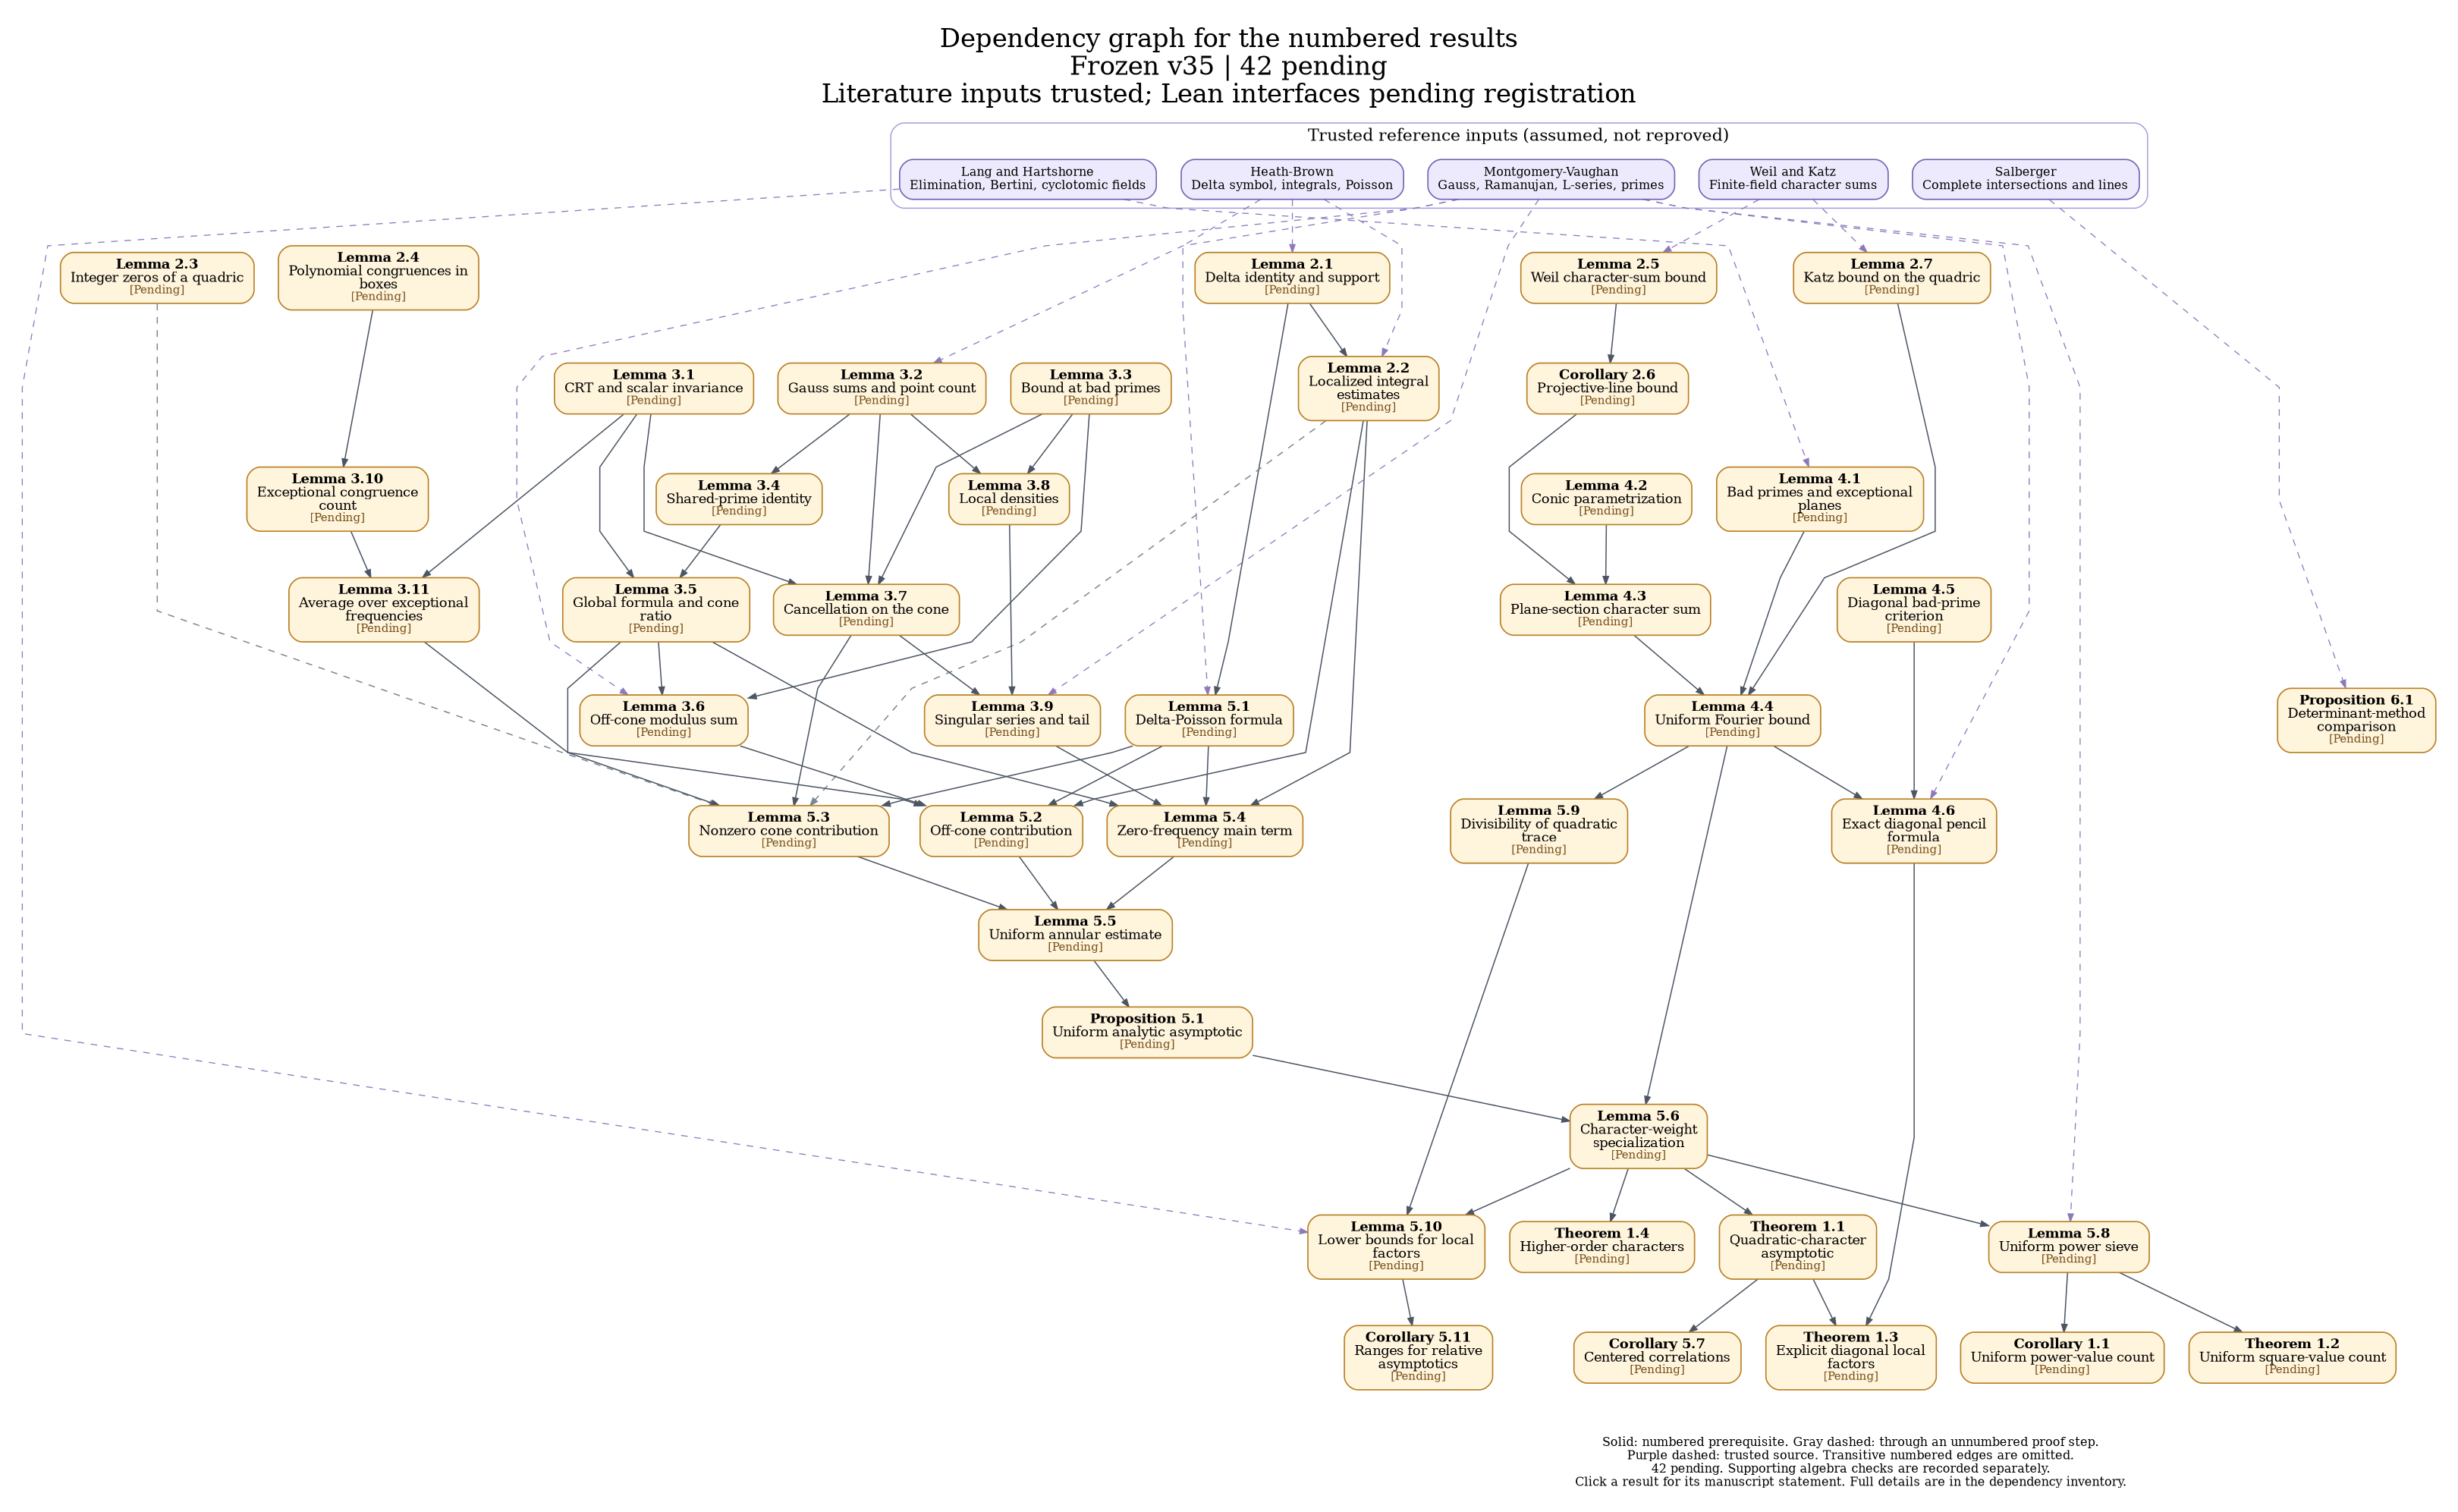 Dependency graph for the numbered results
Frozen v35 | 42 pending
Literature inputs trusted; Lean interfaces pending registration
Trusted reference inputs (assumed, not reproved)
Lang and Hartshorne
Elimination, Bertini, cyclotomic fields
Heath-Brown
Delta symbol, integrals, Poisson
Montgomery-Vaughan
Gauss, Ramanujan, L-series, primes
Weil and Katz
Finite-field character sums
Salberger
Complete intersections and lines
Lemma 2.3
Integer zeros of a quadric
[Pending]
Lemma 2.4
Polynomial congruences in
boxes
[Pending]
Lemma 2.1
Delta identity and support
[Pending]
Lemma 2.5
Weil character-sum bound
[Pending]
Lemma 2.7
Katz bound on the quadric
[Pending]
Lemma 3.1
CRT and scalar invariance
[Pending]
Lemma 3.2
Gauss sums and point count
[Pending]
Lemma 3.3
Bound at bad primes
[Pending]
Lemma 2.2
Localized integral
estimates
[Pending]
Corollary 2.6
Projective-line bound
[Pending]
Lemma 3.10
Exceptional congruence
count
[Pending]
Lemma 3.4
Shared-prime identity
[Pending]
Lemma 3.8
Local densities
[Pending]
Lemma 4.2
Conic parametrization
[Pending]
Lemma 4.1
Bad primes and exceptional
planes
[Pending]
Lemma 3.11
Average over exceptional
frequencies
[Pending]
Lemma 3.5
Global formula and cone
ratio
[Pending]
Lemma 3.7
Cancellation on the cone
[Pending]
Lemma 4.3
Plane-section character sum
[Pending]
Lemma 4.5
Diagonal bad-prime
criterion
[Pending]
Lemma 3.6
Off-cone modulus sum
[Pending]
Lemma 3.9
Singular series and tail
[Pending]
Lemma 5.1
Delta-Poisson formula
[Pending]
Lemma 4.4
Uniform Fourier bound
[Pending]
Proposition 6.1
Determinant-method
comparison
[Pending]
Lemma 5.3
Nonzero cone contribution
[Pending]
Lemma 5.2
Off-cone contribution
[Pending]
Lemma 5.4
Zero-frequency main term
[Pending]
Lemma 5.9
Divisibility of quadratic
trace
[Pending]
Lemma 4.6
Exact diagonal pencil
formula
[Pending]
Lemma 5.5
Uniform annular estimate
[Pending]
Proposition 5.1
Uniform analytic asymptotic
[Pending]
Lemma 5.6
Character-weight
specialization
[Pending]
Lemma 5.10
Lower bounds for local
factors
[Pending]
Theorem 1.4
Higher-order characters
[Pending]
Theorem 1.1
Quadratic-character
asymptotic
[Pending]
Lemma 5.8
Uniform power sieve
[Pending]
Corollary 5.11
Ranges for relative
asymptotics
[Pending]
Corollary 5.7
Centered correlations
[Pending]
Theorem 1.3
Explicit diagonal local
factors
[Pending]
Corollary 1.1
Uniform power-value count
[Pending]
Theorem 1.2
Uniform square-value count
[Pending]
Solid: numbered prerequisite. Gray dashed: through an unnumbered proof step.
Purple dashed: trusted source. Transitive numbered edges are omitted.
42 pending. Supporting algebra checks are recorded separately.
Click a result for its manuscript statement. Full details are in the dependency inventory.